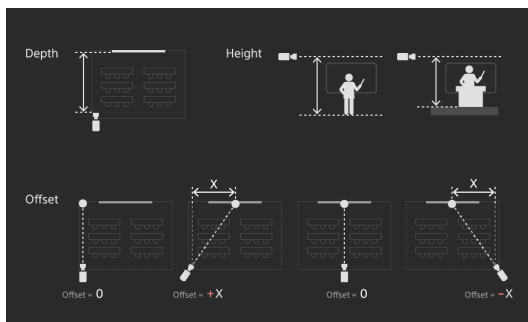 Depth
Height
Offset
X
X
Offset = 0
Offset = +X
Offset = 0
Offset = −X